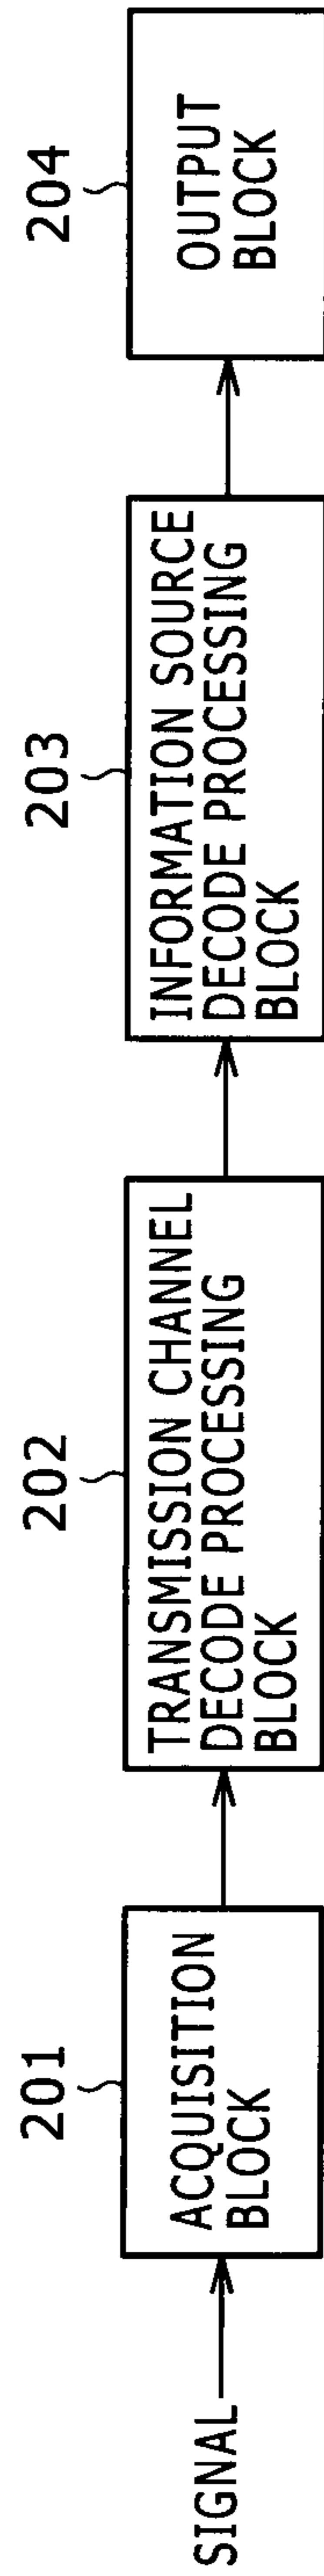 SIGNAL
201
ACQUISITION
BLOCK
202
TRANSMISSION CHANNEL
DECODE PROCESSING
BLOCK
203
INFORMATION SOURCE
DECODE PROCESSING
BLOCK
204
OUTPUT
BLOCK